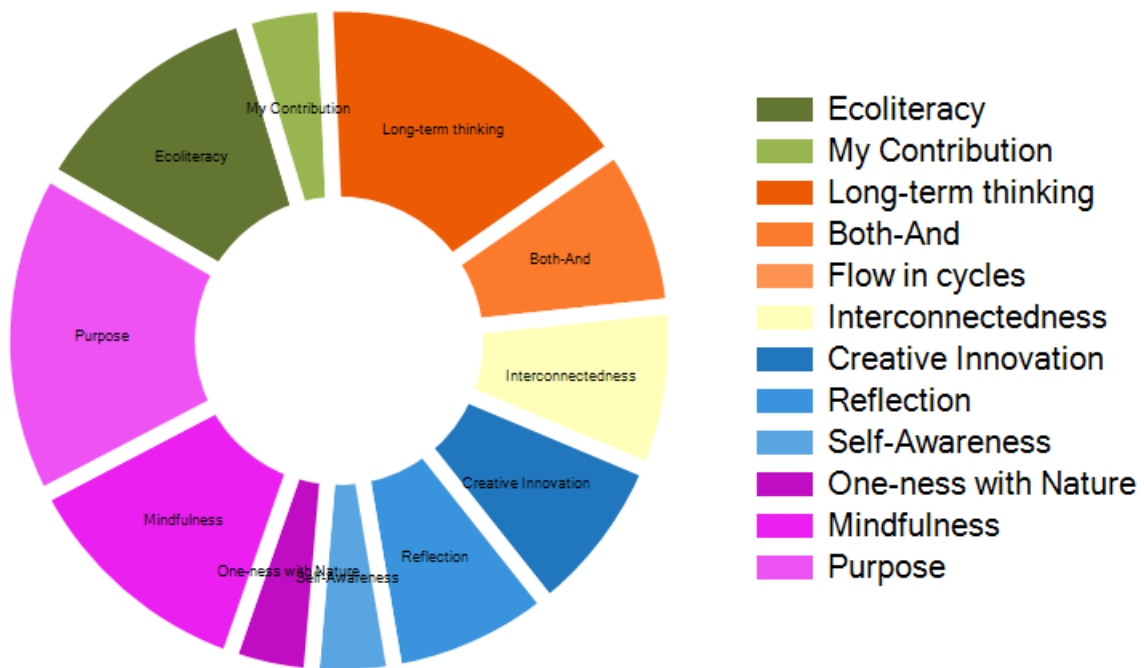 My Contribution
Long-term thinking
Ecoliteracy
Both-And
Purpose
Interconnectedness
Creative Innovation
Mindfulness
Reflection
One-ness with Nature
Self-Awareness
Ecoliteracy
My Contribution
Long-term thinking
Both-And
Flow in cycles
Interconnectedness
Creative Innovation
Reflection
Self-Awareness
One-ness with Nature
Mindfulness
Purpose